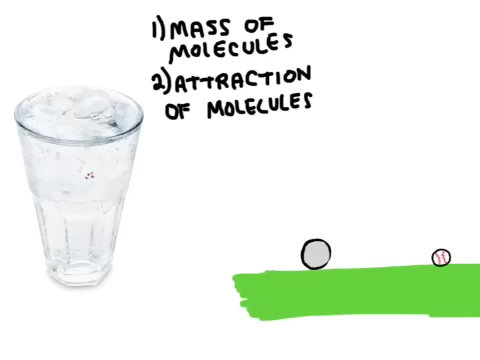 1) MASS OF
MOLECULES
2) ATTRACTION
OF MOLECULES